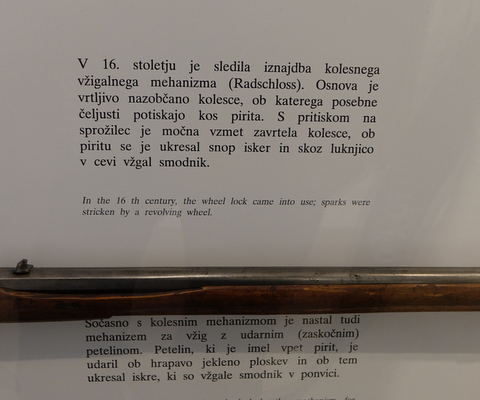 V 16. stoletju je sledila iznajdba kolesnega
vžigalnega mehanizma (Radschloss). Osnova je
vrtljivo nazobčano kolesce, ob katerega posebne
čeljusti potiskajo kos pirita. S pritiskom na
sprožilec je močna vzmet zavrtela kolesce, ob
piritu se je ukresal snop isker in skoz luknjico
v cevi vžgal smodnik.
In the 16 th century, the wheel lock came into use; sparks were
stricken by a revolving wheel.
Sočasno s kolesnim mehanizmom je nastal tudi
mehanizem za vžig z udarnim (zaskočnim)
petelinom. Petelin, ki je imel vpet pirit, je
udaril ob hrapavo jekleno ploskev in ob tem
ukresal iskre, ki so vžgale smodnik v ponvici.